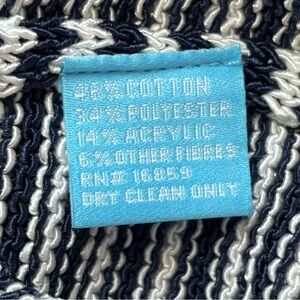 46% COTTON
34% POLYESTER
14% ACRYLIC
6% OTHER FIBRES
RN# 16859
DRY CLEAN ONLY